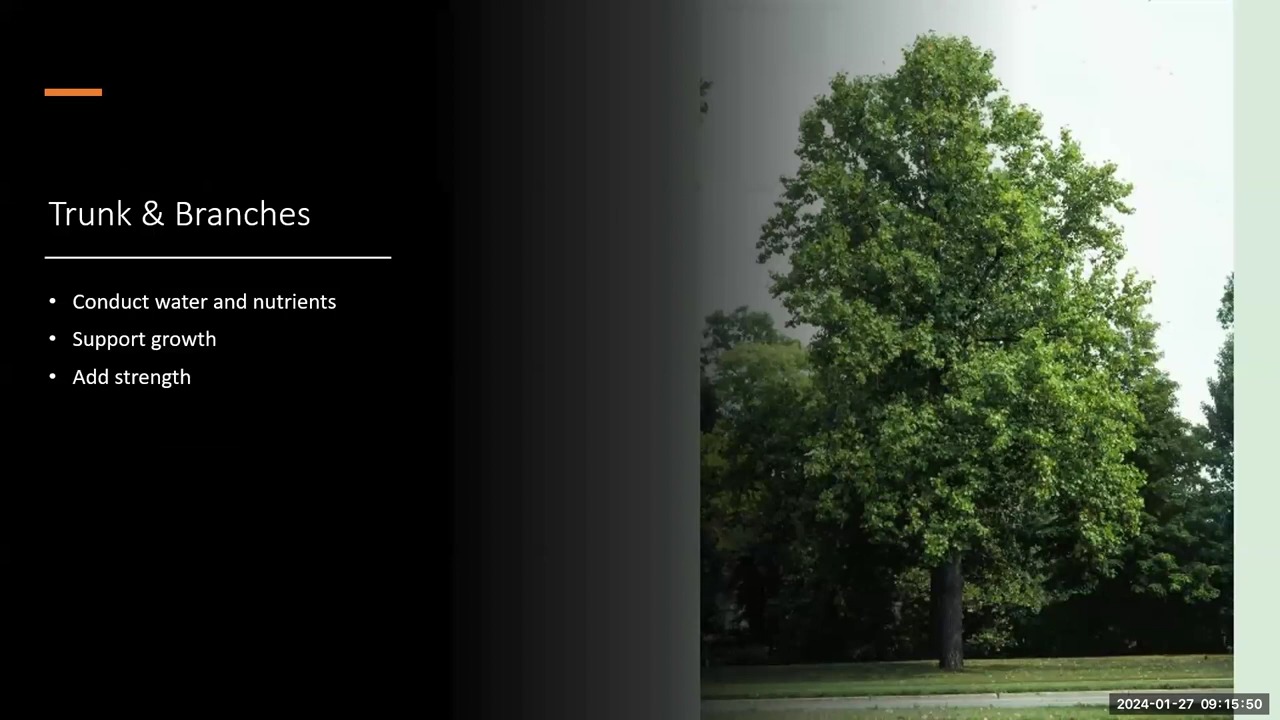 Trunk & Branches
• Conduct water and nutrients
• Support growth
• Add strength
2024-01-27 09:15:50